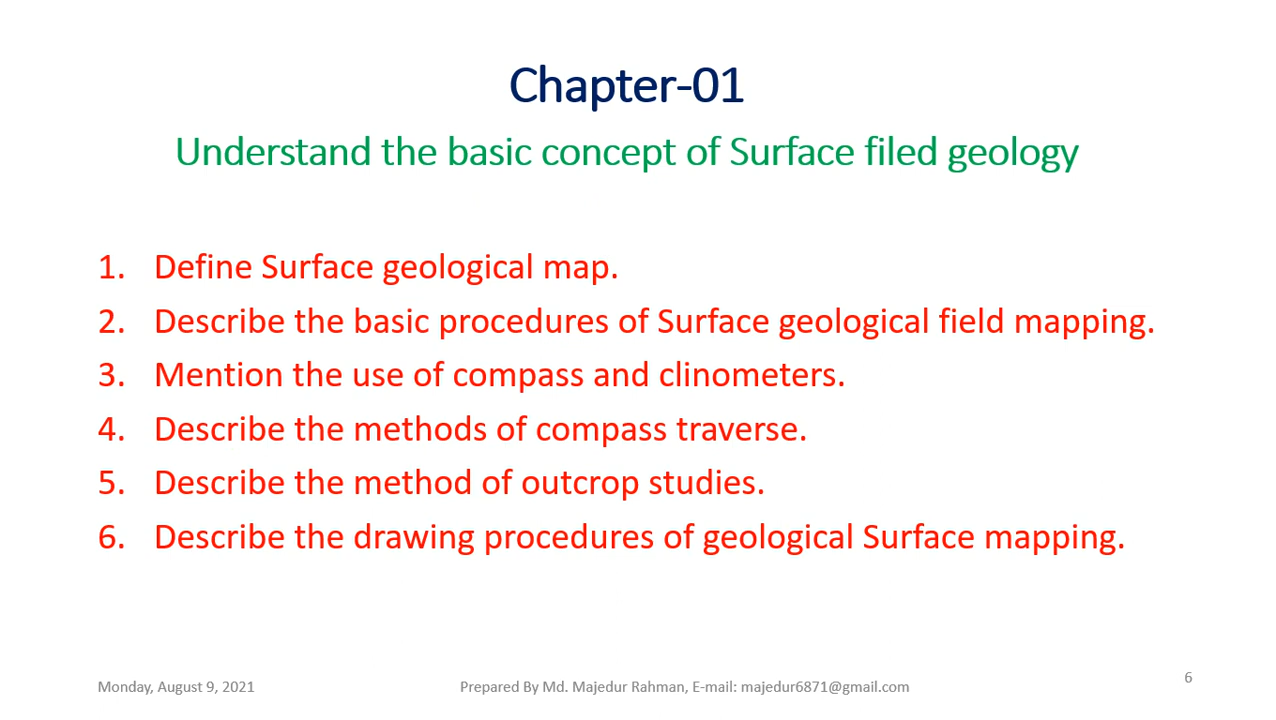 Chapter-01
Understand the basic concept of Surface filed geology
1. Define Surface geological map.
2. Describe the basic procedures of Surface geological field mapping.
3. Mention the use of compass and clinometers.
4. Describe the methods of compass traverse.
5. Describe the method of outcrop studies.
6. Describe the drawing procedures of geological Surface mapping.
Monday, August 9, 2021
Prepared By Md. Majedur Rahman, E-mail: majedur6871@gmail.com
6